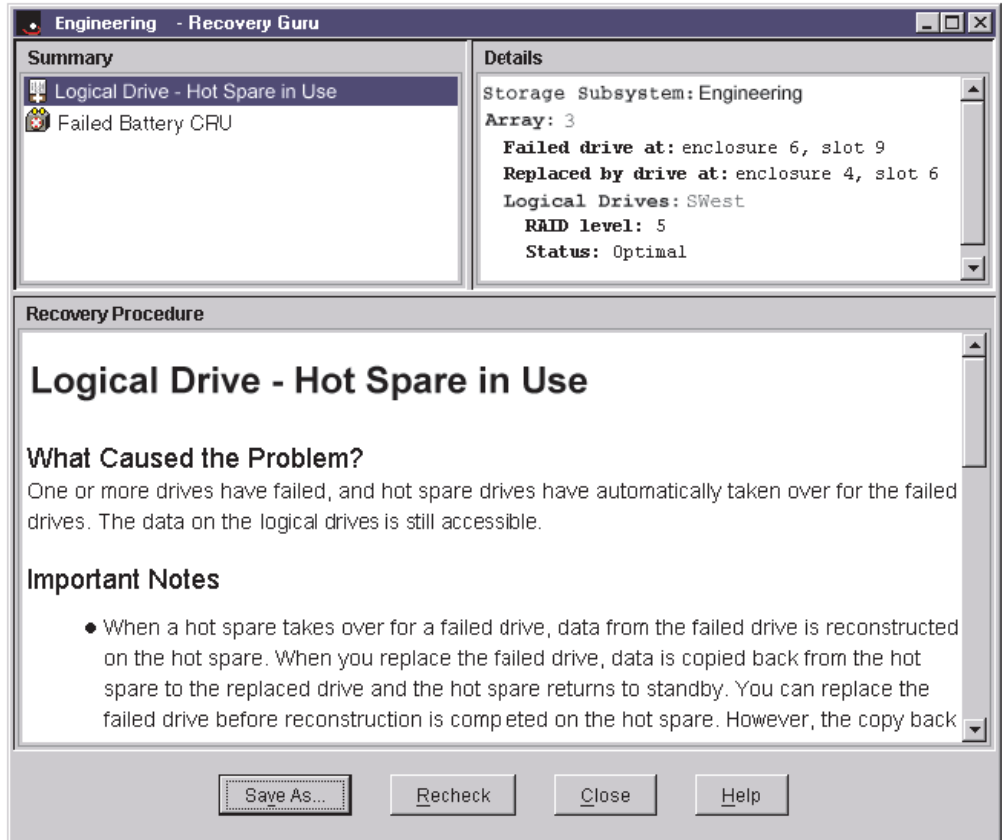 Engineering - Recovery Guru
Summary
Logical Drive - Hot Spare in Use
Failed Battery CRU
Details
Storage Subsystem: Engineering
Array: 3
Failed drive at: enclosure 6, slot 9
Replaced by drive at: enclosure 4, slot 6
Logical Drives: SWest
RAID level: 5
Status: Optimal
Recovery Procedure
Logical Drive - Hot Spare in Use
What Caused the Problem?
One or more drives have failed, and hot spare drives have automatically taken over for the failed
drives. The data on the logical drives is still accessible.
Important Notes
● When a hot spare takes over for a failed drive, data from the failed drive is reconstructed
on the hot spare. When you replace the failed drive, data is copied back from the hot
spare to the replaced drive and the hot spare returns to standby. You can replace the
failed drive before reconstruction is competed on the hot spare. However, the copy back
Save As...
Recheck
Close
Help